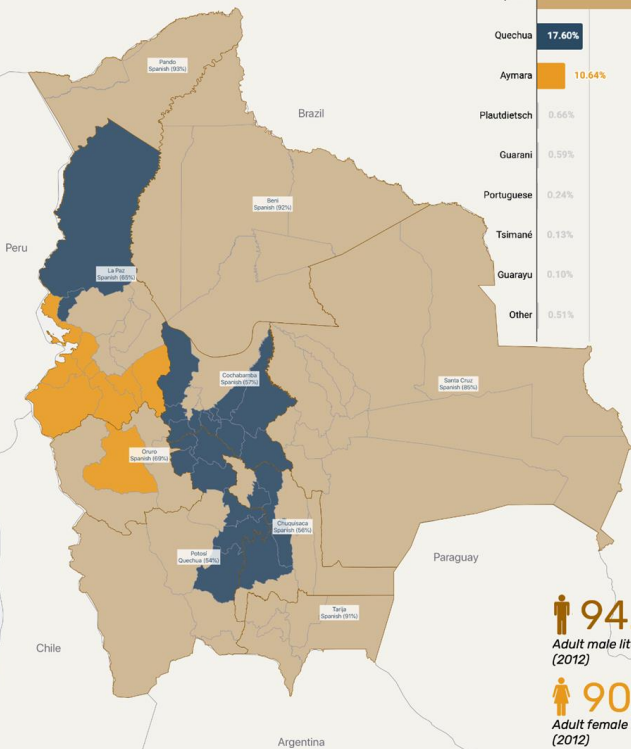 Quechua 17.60%
Aymara 10.64%
Plautdietsch 0.66%
Guarani 0.59%
Portuguese 0.24%
Tsimané 0.13%
Guarayu 0.10%
Other 0.51%
Pando
Spanish (93%)
Brazil
Beni
Spanish (92%)
Peru
La Paz
Spanish (65%)
Cochabamba
Spanish (57%)
Santa Cruz
Spanish (85%)
Oruro
Spanish (69%)
Chuquisaca
Spanish (56%)
Potosí
Quechua (54%)
Paraguay
Tarija
Spanish (91%)
Chile
Argentina
94
Adult male lit
(2012)
90
Adult female
(2012)